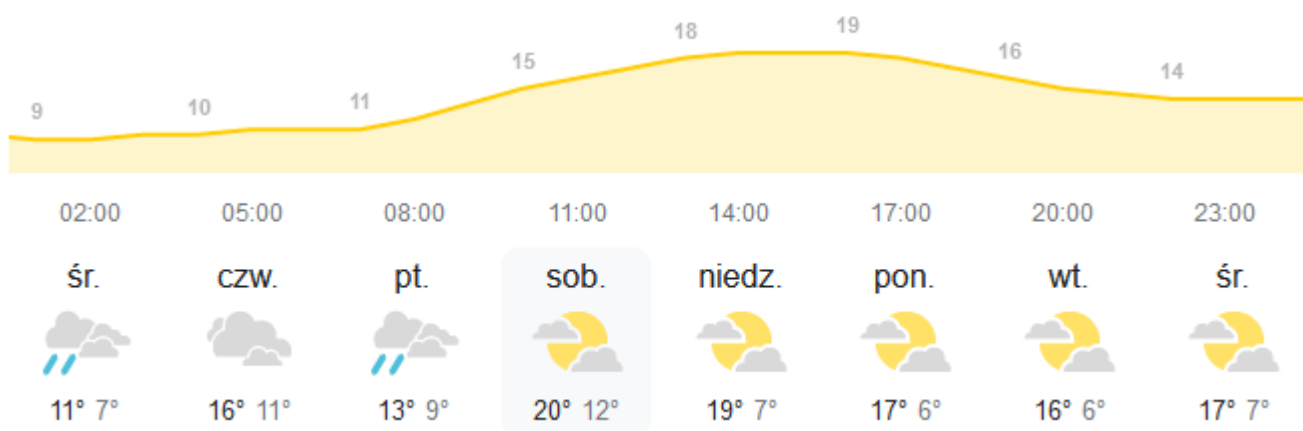 9 10 11 15 18 19 16 14
02:00 05:00 08:00 11:00 14:00 17:00 20:00 23:00
śr. czw. pt. sob. niedz. pon. wt. śr.
11° 7° 16° 11° 13° 9° 20° 12° 19° 7° 17° 6° 16° 6° 17° 7°